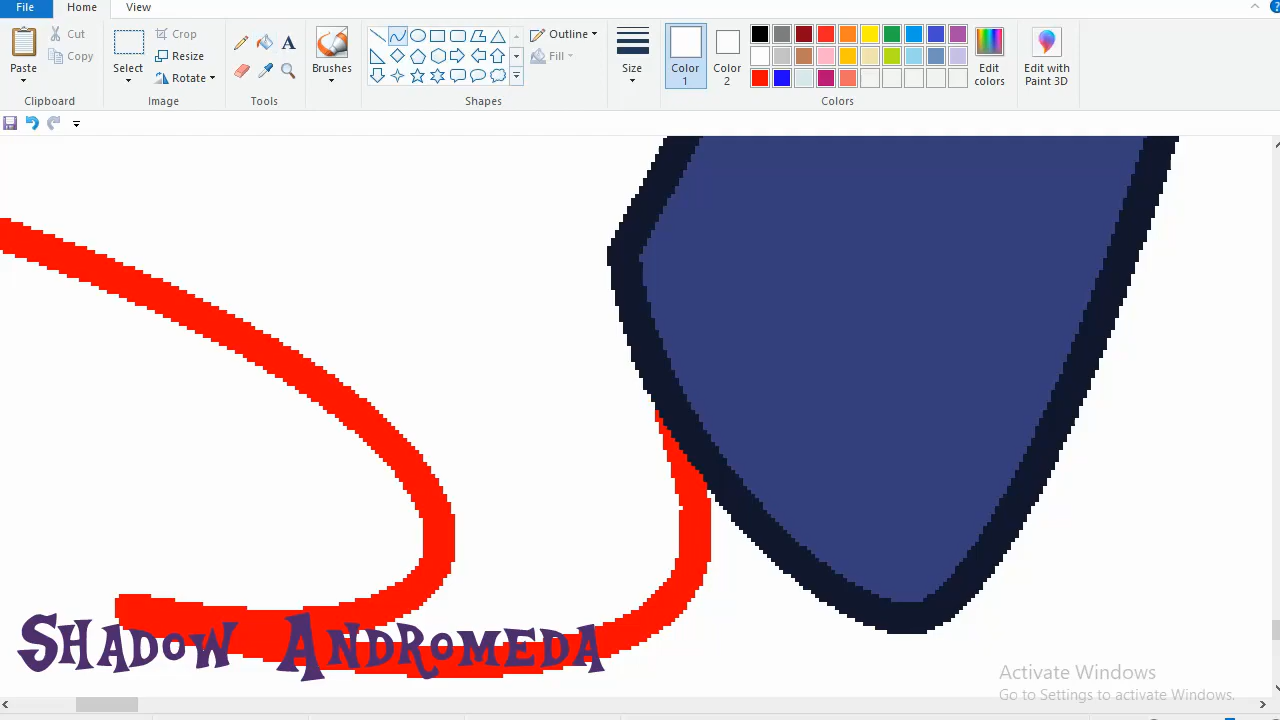 File Home View
Paste Cut Copy Select Crop Resize Rotate Brushes Outline Fill Size Color 1 Color 2 Edit colors Edit with Paint 3D
Clipboard Image Tools Shapes Colors
Shadow Andromeda
Activate Windows
Go to Settings to activate Windows.